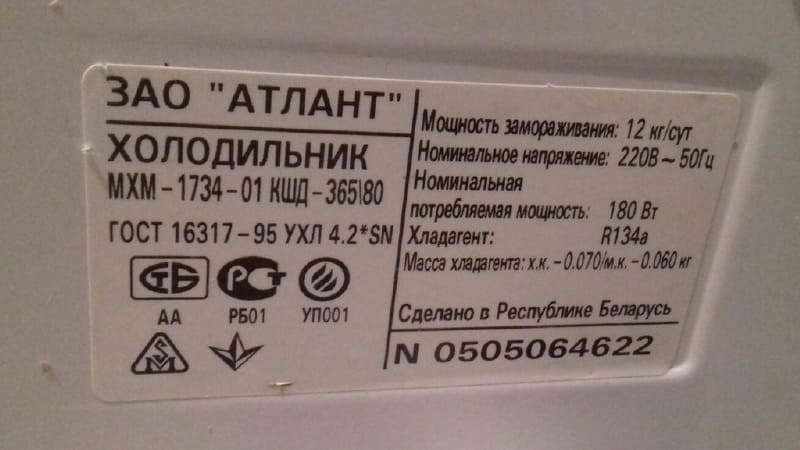 ЗАО "АТЛАНТ"
ХОЛОДИЛЬНИК
МХМ-1734-01 КШД-365\80
ГОСТ 16317-95 УХЛ 4.2*SN
СТБ РСТ
АА РБ01 УП001
Мощность замораживания: 12 кг/сут
Номинальное напряжение: 220В ~ 50Гц
Номинальная
потребляемая мощность: 180 Вт
Хладагент: R134a
Масса хладагента: х.к. -0.070/м.к. -0.060 кг
Сделано в Республике Беларусь
N 0505064622